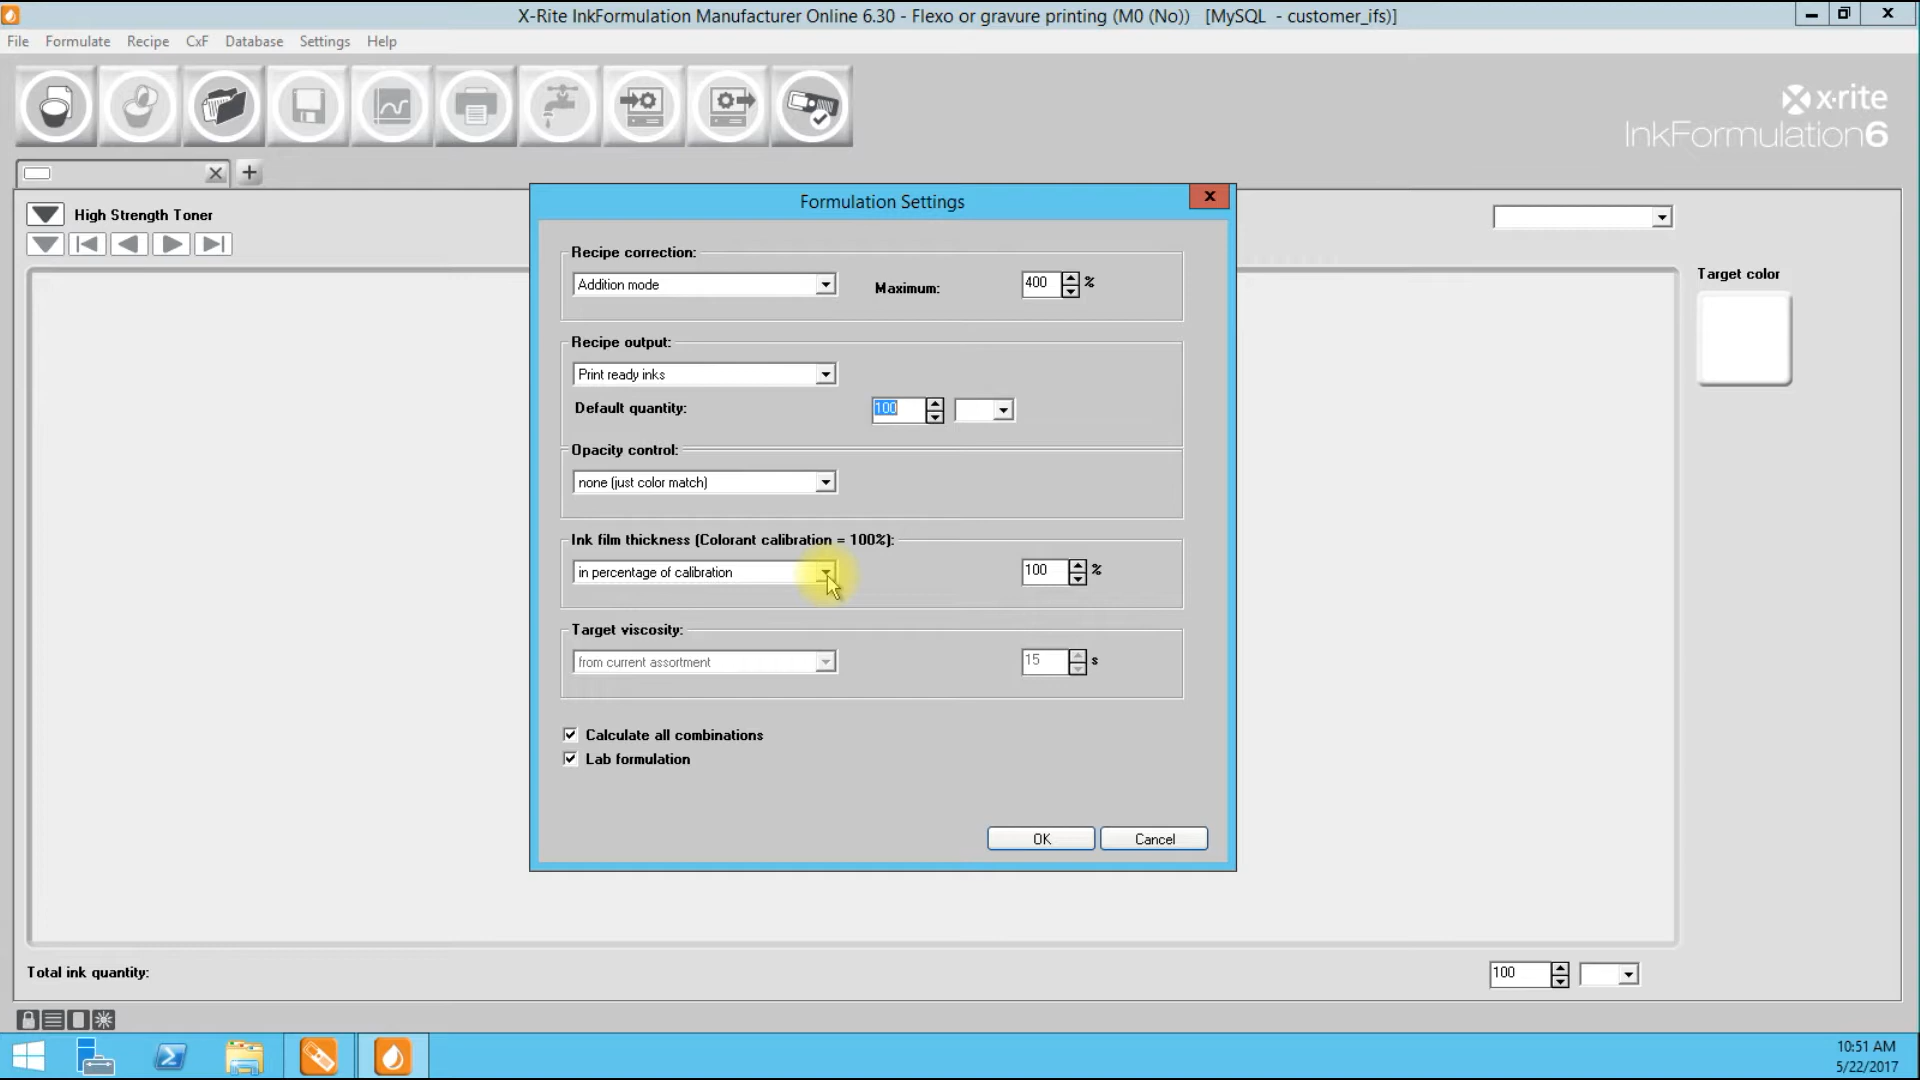 X-Rite InkFormulation Manufacturer Online 6.30 - Flexo or gravure printing (M0 (No)) [MySQL - customer_ifs)]
File Formulate Recipe CxF Database Settings Help
x·rite
InkFormulation6
High Strength Toner
Formulation Settings
Target color
Recipe correction:
Addition mode
Maximum:
400
%
Recipe output:
Print ready inks
Default quantity:
100
Opacity control:
none (just color match)
Ink film thickness (Colorant calibration = 100%):
in percentage of calibration
100
%
Target viscosity:
from current assortment
15
s
Calculate all combinations
Lab formulation
OK
Cancel
Total ink quantity:
100
10:51 AM
5/22/2017